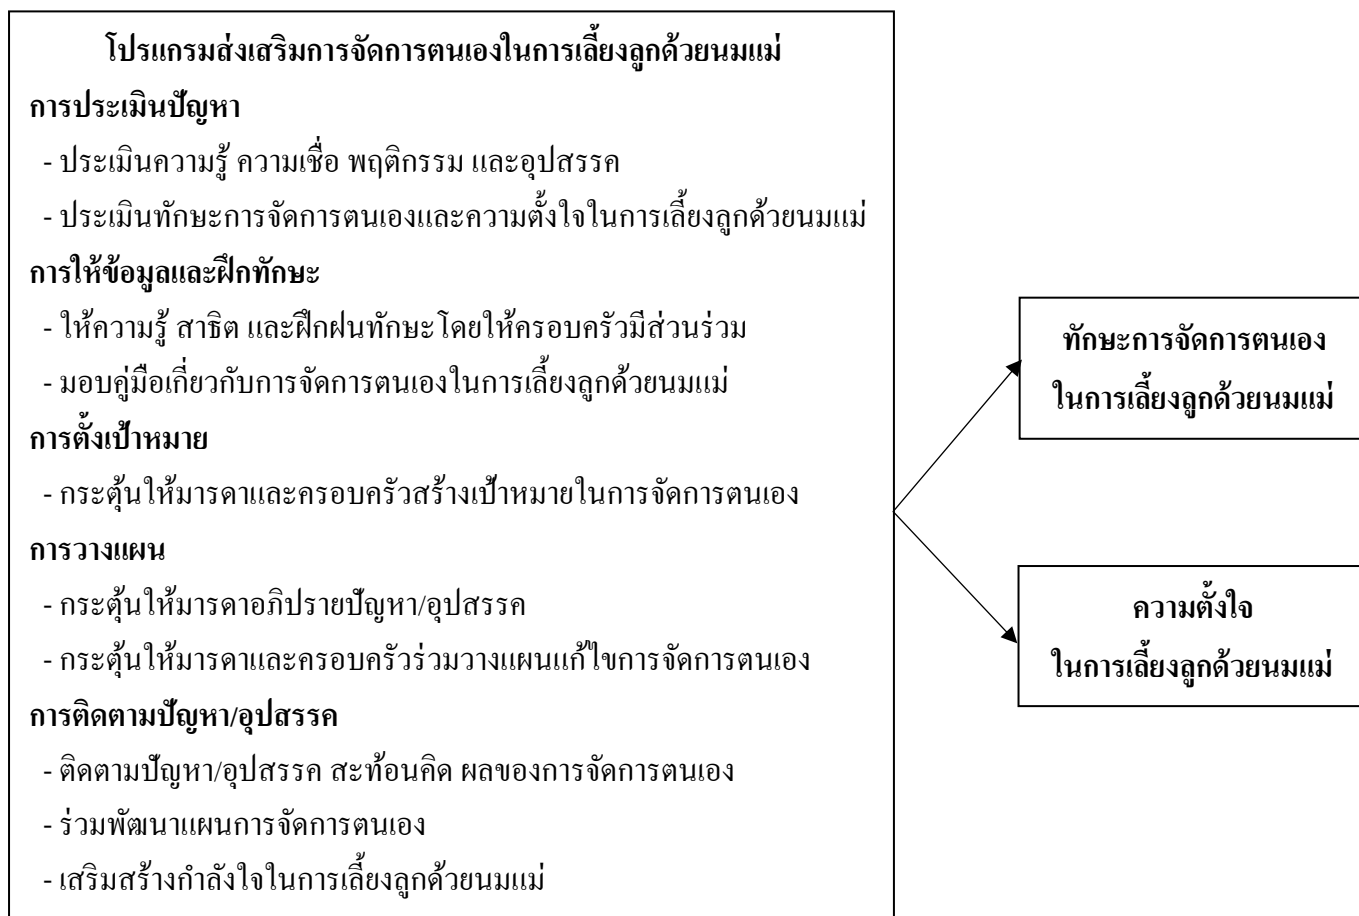 โปรแกรมส่งเสริมการจัดการตนเองในการเลี้ยงลูกด้วยนมแม่
การประเมินปัญหา
- ประเมินความรู้ ความเชื่อ พฤติกรรม และอุปสรรค
- ประเมินทักษะการจัดการตนเองและความตั้งใจในการเลี้ยงลูกด้วยนมแม่
การให้ข้อมูลและฝึกทักษะ
- ให้ความรู้ สาธิต และฝึกฝนทักษะโดยให้ครอบครัวมีส่วนร่วม
- มอบคู่มือเกี่ยวกับการจัดการตนเองในการเลี้ยงลูกด้วยนมแม่
การตั้งเป้าหมาย
- กระตุ้นให้มารดาและครอบครัวสร้างเป้าหมายในการจัดการตนเอง
การวางแผน
- กระตุ้นให้มารดาอภิปรายปัญหา/อุปสรรค
- กระตุ้นให้มารดาและครอบครัวร่วมวางแผนแก้ไขการจัดการตนเอง
การติดตามปัญหา/อุปสรรค
- ติดตามปัญหา/อุปสรรค สะท้อนคิด ผลของการจัดการตนเอง
- ร่วมพัฒนาแผนการจัดการตนเอง
- เสริมสร้างกำลังใจในการเลี้ยงลูกด้วยนมแม่
ทักษะการจัดการตนเอง
ในการเลี้ยงลูกด้วยนมแม่
ความตั้งใจ
ในการเลี้ยงลูกด้วยนมแม่